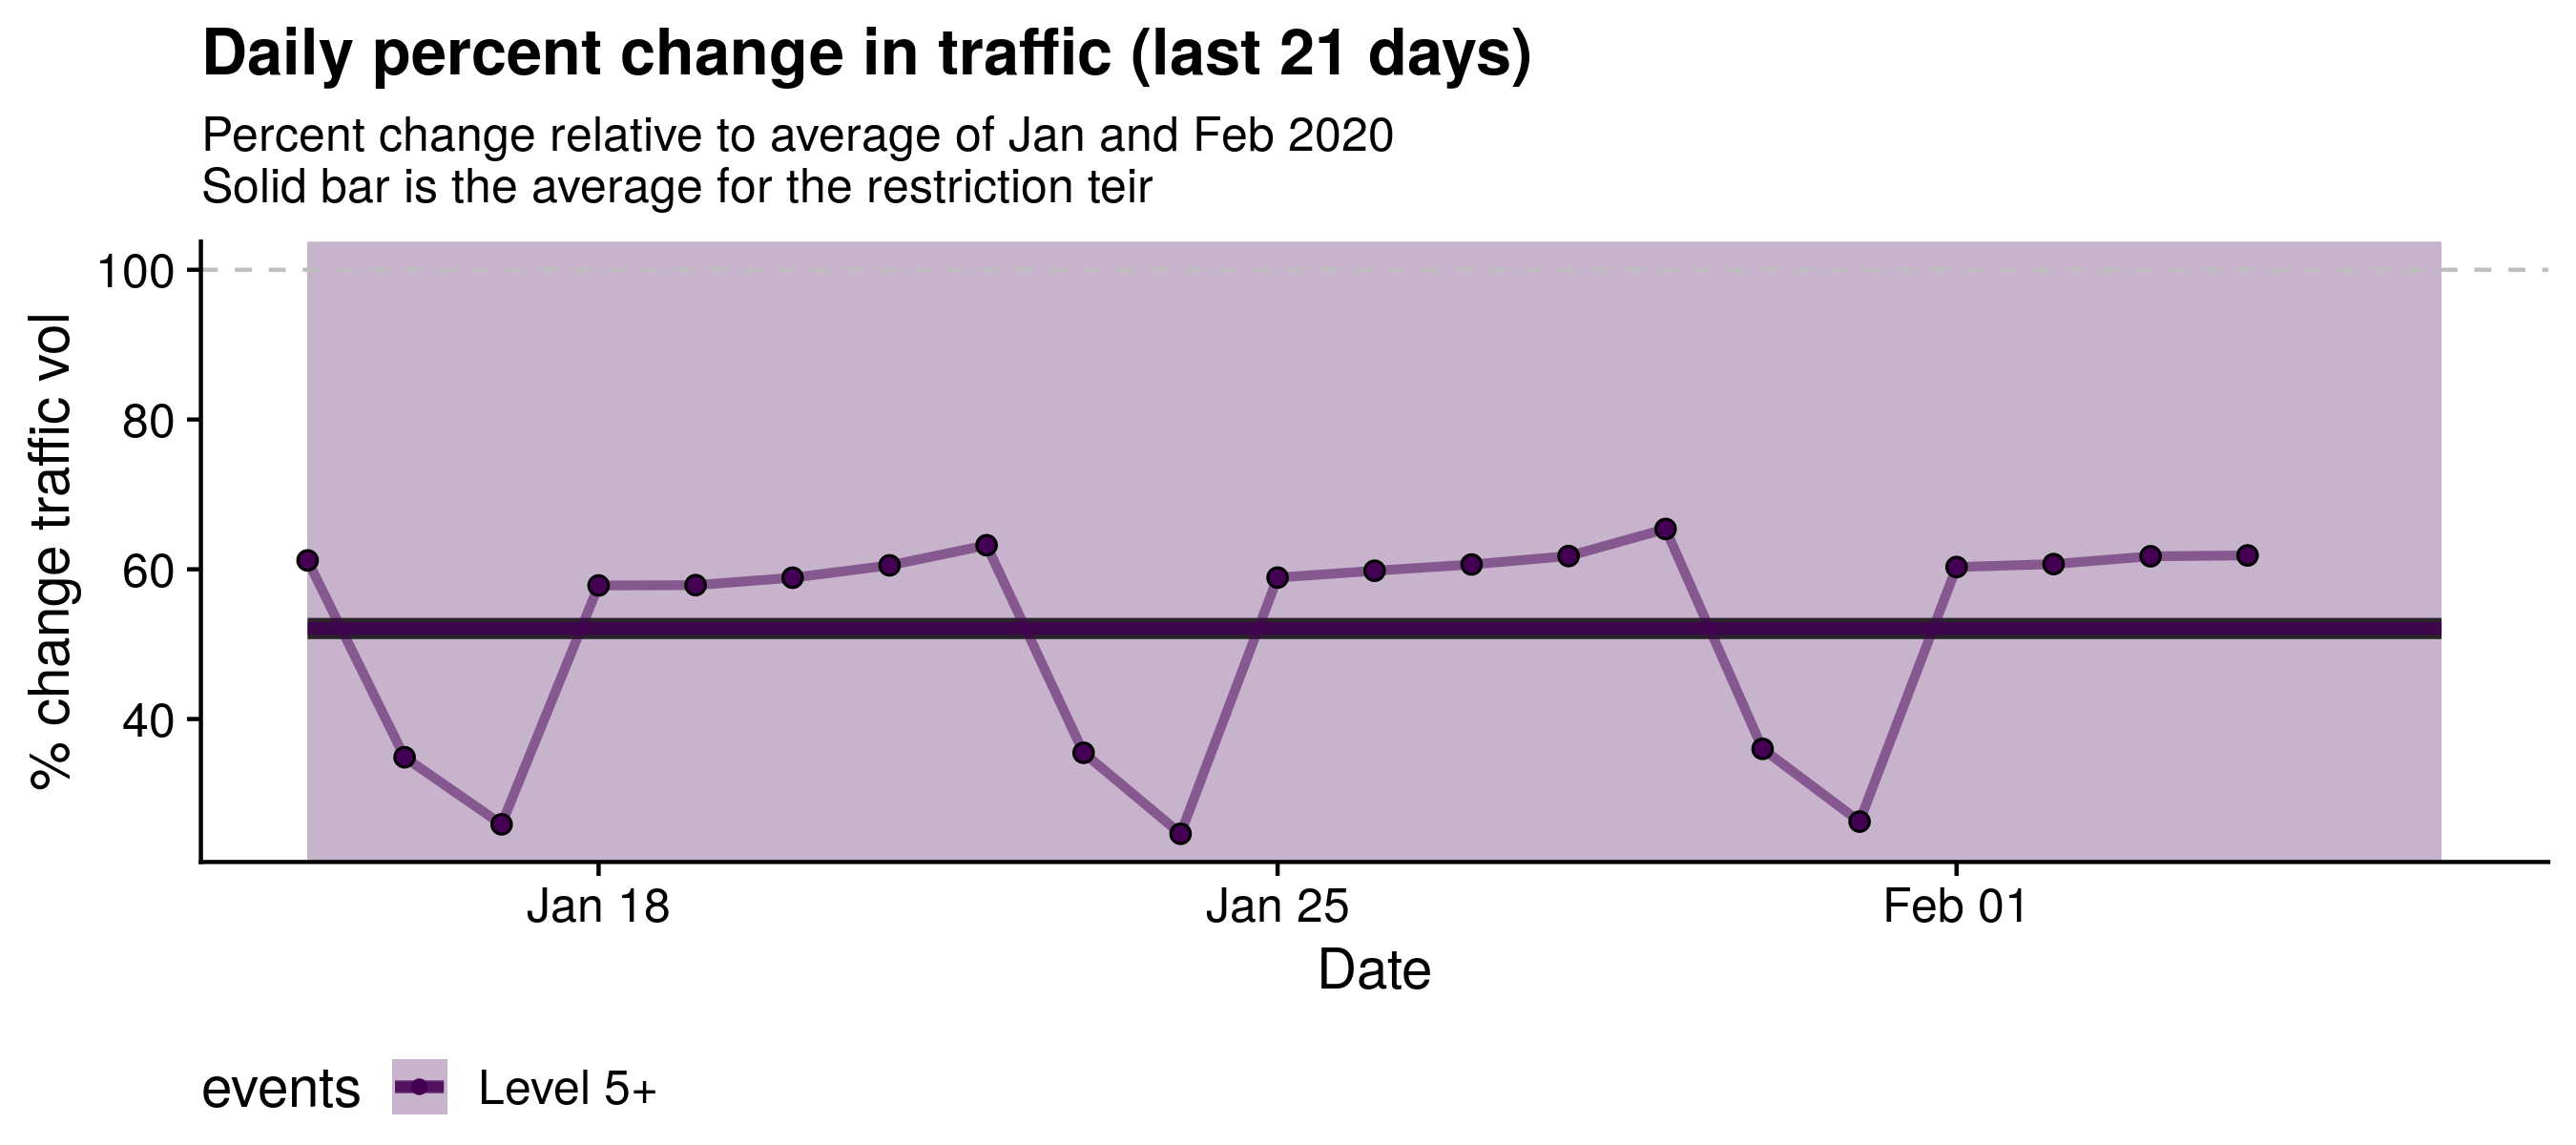 Daily percent change in traffic (last 21 days)
Percent change relative to average of Jan and Feb 2020
Solid bar is the average for the restriction teir
% change traffic vol
100
80
60
40
Jan 18
Jan 25
Feb 01
Date
events
Level 5+